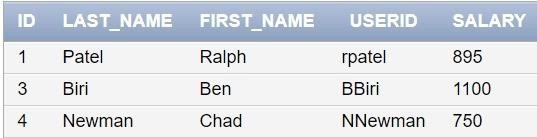 ID LAST_NAME FIRST_NAME USERID SALARY
1 Patel Ralph rpatel 895
3 Biri Ben BBiri 1100
4 Newman Chad NNewman 750